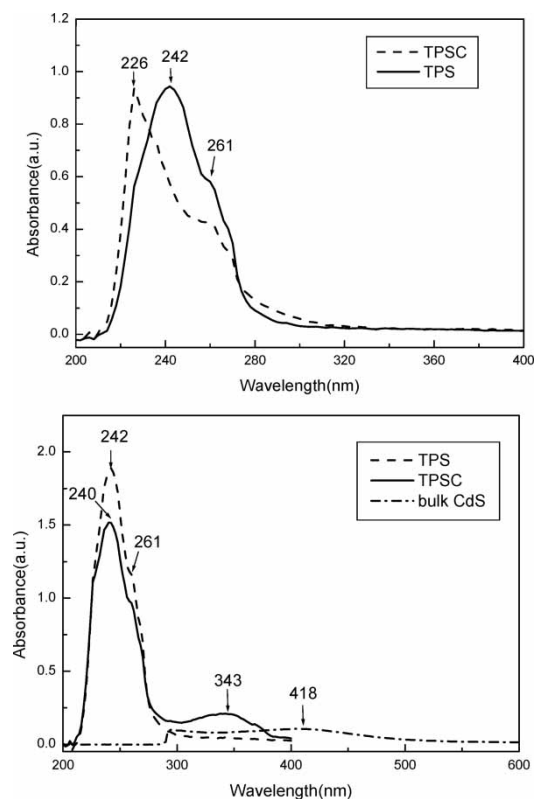 226
242
261
TPSC
TPS
1.2
1.0
0.8
0.6
0.4
0.2
0.0
Absorbance(a.u.)
200 240 280 320 360 400
Wavelength(nm)
242
240
261
343
418
TPS
TPSC
bulk CdS
2.0
1.5
1.0
0.5
0.0
Absorbance(a.u.)
200 300 400 500 600
Wavelength(nm)